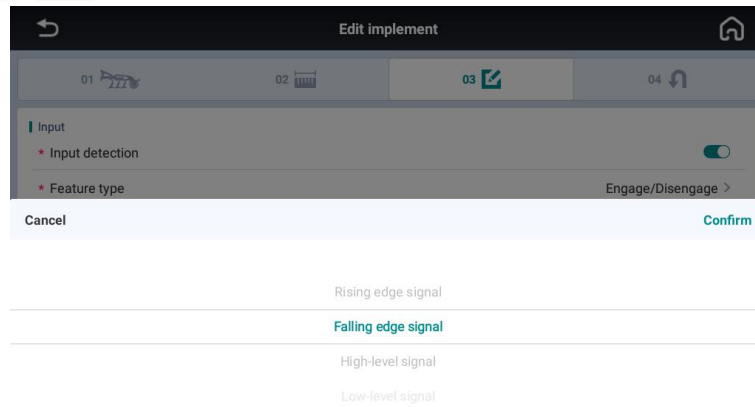 Edit implement
01
02
03
04
Input
* Input detection
* Feature type Engage/Disengage >
Cancel Confirm
Rising edge signal
Falling edge signal
High-level signal
Low-level signal